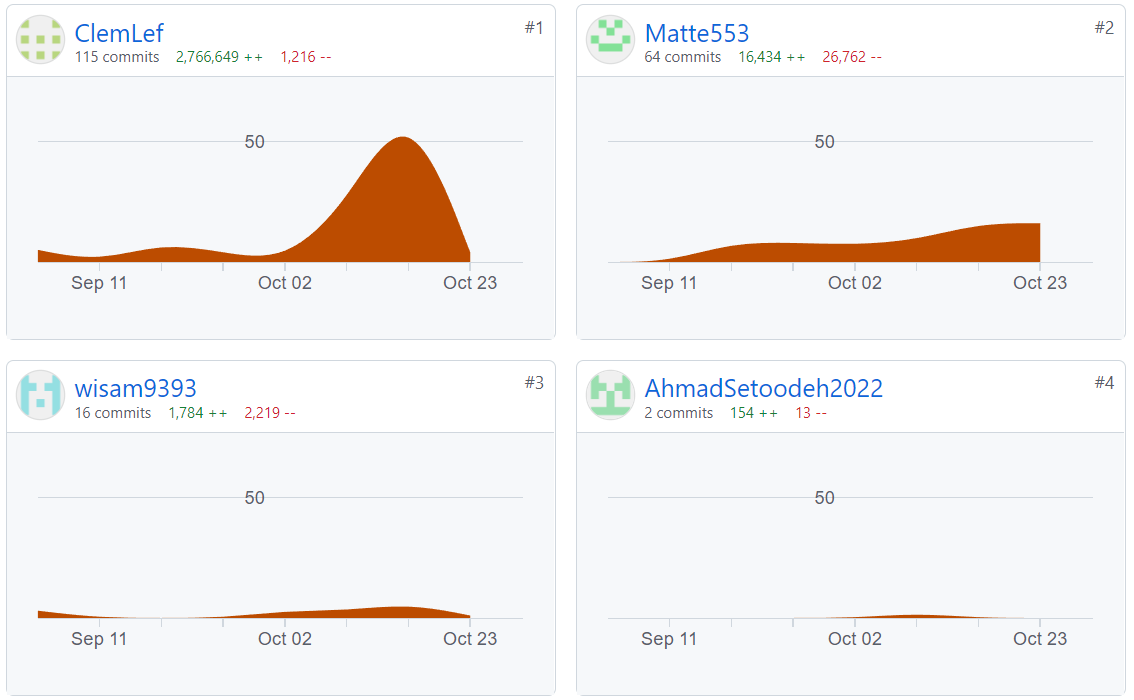 ClemLef #1
115 commits 2,766,649 ++ 1,216 --
50
Sep 11 Oct 02 Oct 23
Matte553 #2
64 commits 16,434 ++ 26,762 --
50
Sep 11 Oct 02 Oct 23
wisam9393 #3
16 commits 1,784 ++ 2,219 --
50
Sep 11 Oct 02 Oct 23
AhmadSetoodeh2022 #4
2 commits 154 ++ 13 --
50
Sep 11 Oct 02 Oct 23